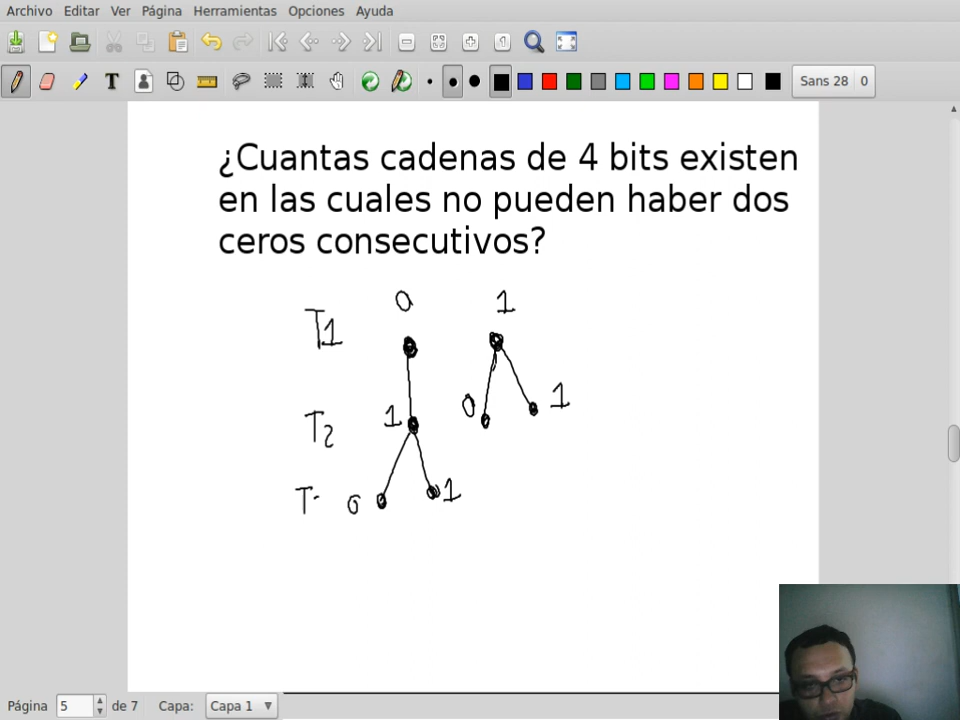 Archivo Editar Ver Página Herramientas Opciones Ayuda
T Sans 28 0
¿Cuantas cadenas de 4 bits existen
en las cuales no pueden haber dos
ceros consecutivos?
0 1
T1
T2 1 0 1
T 0 1
Página 5 de 7 Capa: Capa 1